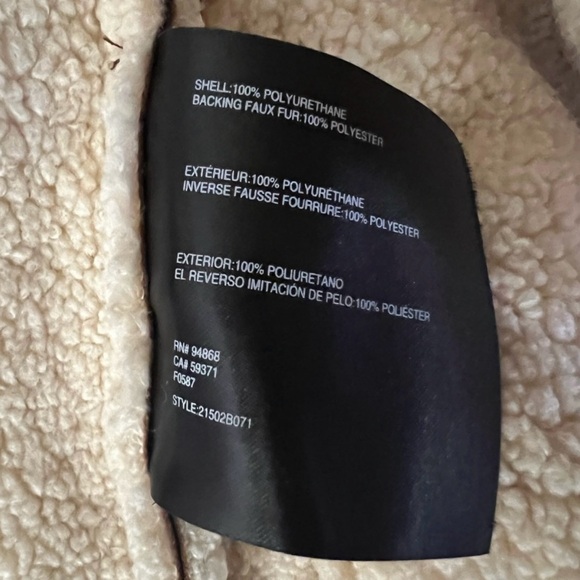 SHELL:100% POLYURETHANE
BACKING FAUX FUR:100% POLYESTER
EXTÉRIEUR:100% POLYURÉTHANE
INVERSE FAUSSE FOURRURE:100% POLYESTER
EXTERIOR:100% POLIURETANO
EL REVERSO IMITACIÓN DE PELO:100% POLIÉSTER
RN# 94868
CA# 59371
F0587
STYLE:21502B071